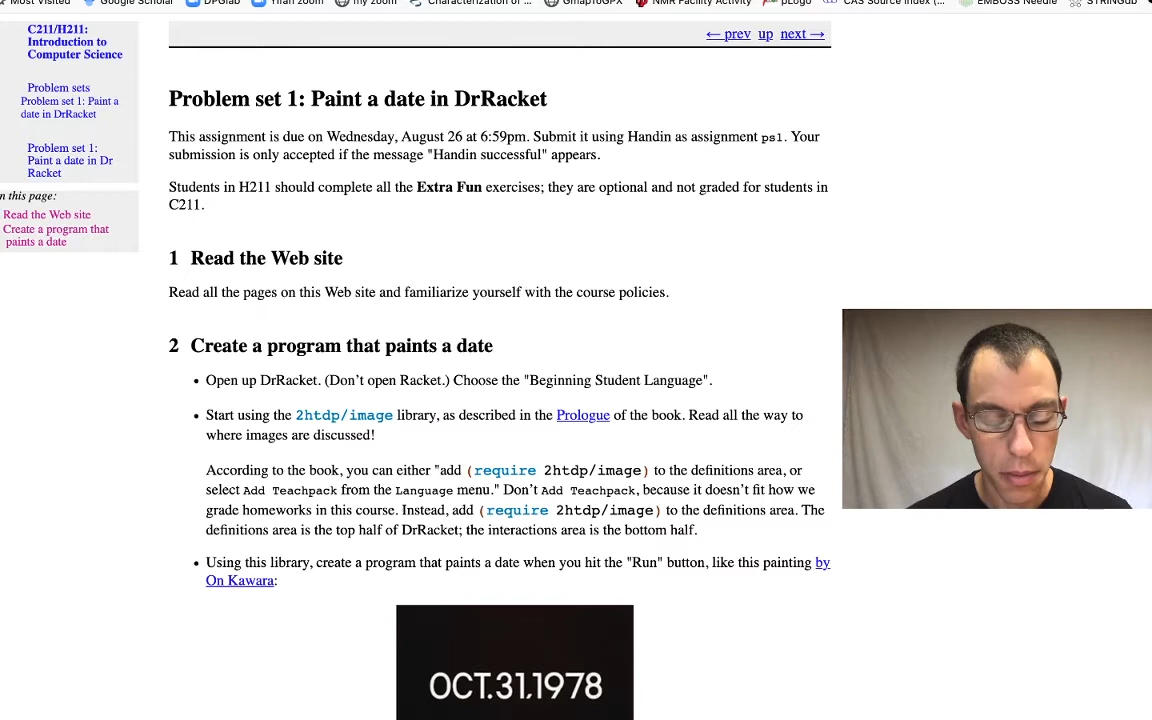 Most Visited Google Scholar DPGlab Yifan zoom my zoom Characterization of ... GmapToGPX NMR Facility Activity pLogo CAS Source Index (... EMBOSS Needle STRINGdb
C211/H211:
Introduction to
Computer Science
← prev up next →
Problem sets
Problem set 1: Paint a
date in DrRacket
Problem set 1:
Paint a date in Dr
Racket
n this page:
Read the Web site
Create a program that
paints a date
Problem set 1: Paint a date in DrRacket
This assignment is due on Wednesday, August 26 at 6:59pm. Submit it using Handin as assignment ps1. Your
submission is only accepted if the message "Handin successful" appears.
Students in H211 should complete all the Extra Fun exercises; they are optional and not graded for students in
C211.
1 Read the Web site
Read all the pages on this Web site and familiarize yourself with the course policies.
2 Create a program that paints a date
• Open up DrRacket. (Don't open Racket.) Choose the "Beginning Student Language".
• Start using the 2htdp/image library, as described in the Prologue of the book. Read all the way to
where images are discussed!
According to the book, you can either "add (require 2htdp/image) to the definitions area, or
select Add Teachpack from the Language menu." Don't Add Teachpack, because it doesn't fit how we
grade homeworks in this course. Instead, add (require 2htdp/image) to the definitions area. The
definitions area is the top half of DrRacket; the interactions area is the bottom half.
• Using this library, create a program that paints a date when you hit the "Run" button, like this painting by
On Kawara:
OCT.31,1978